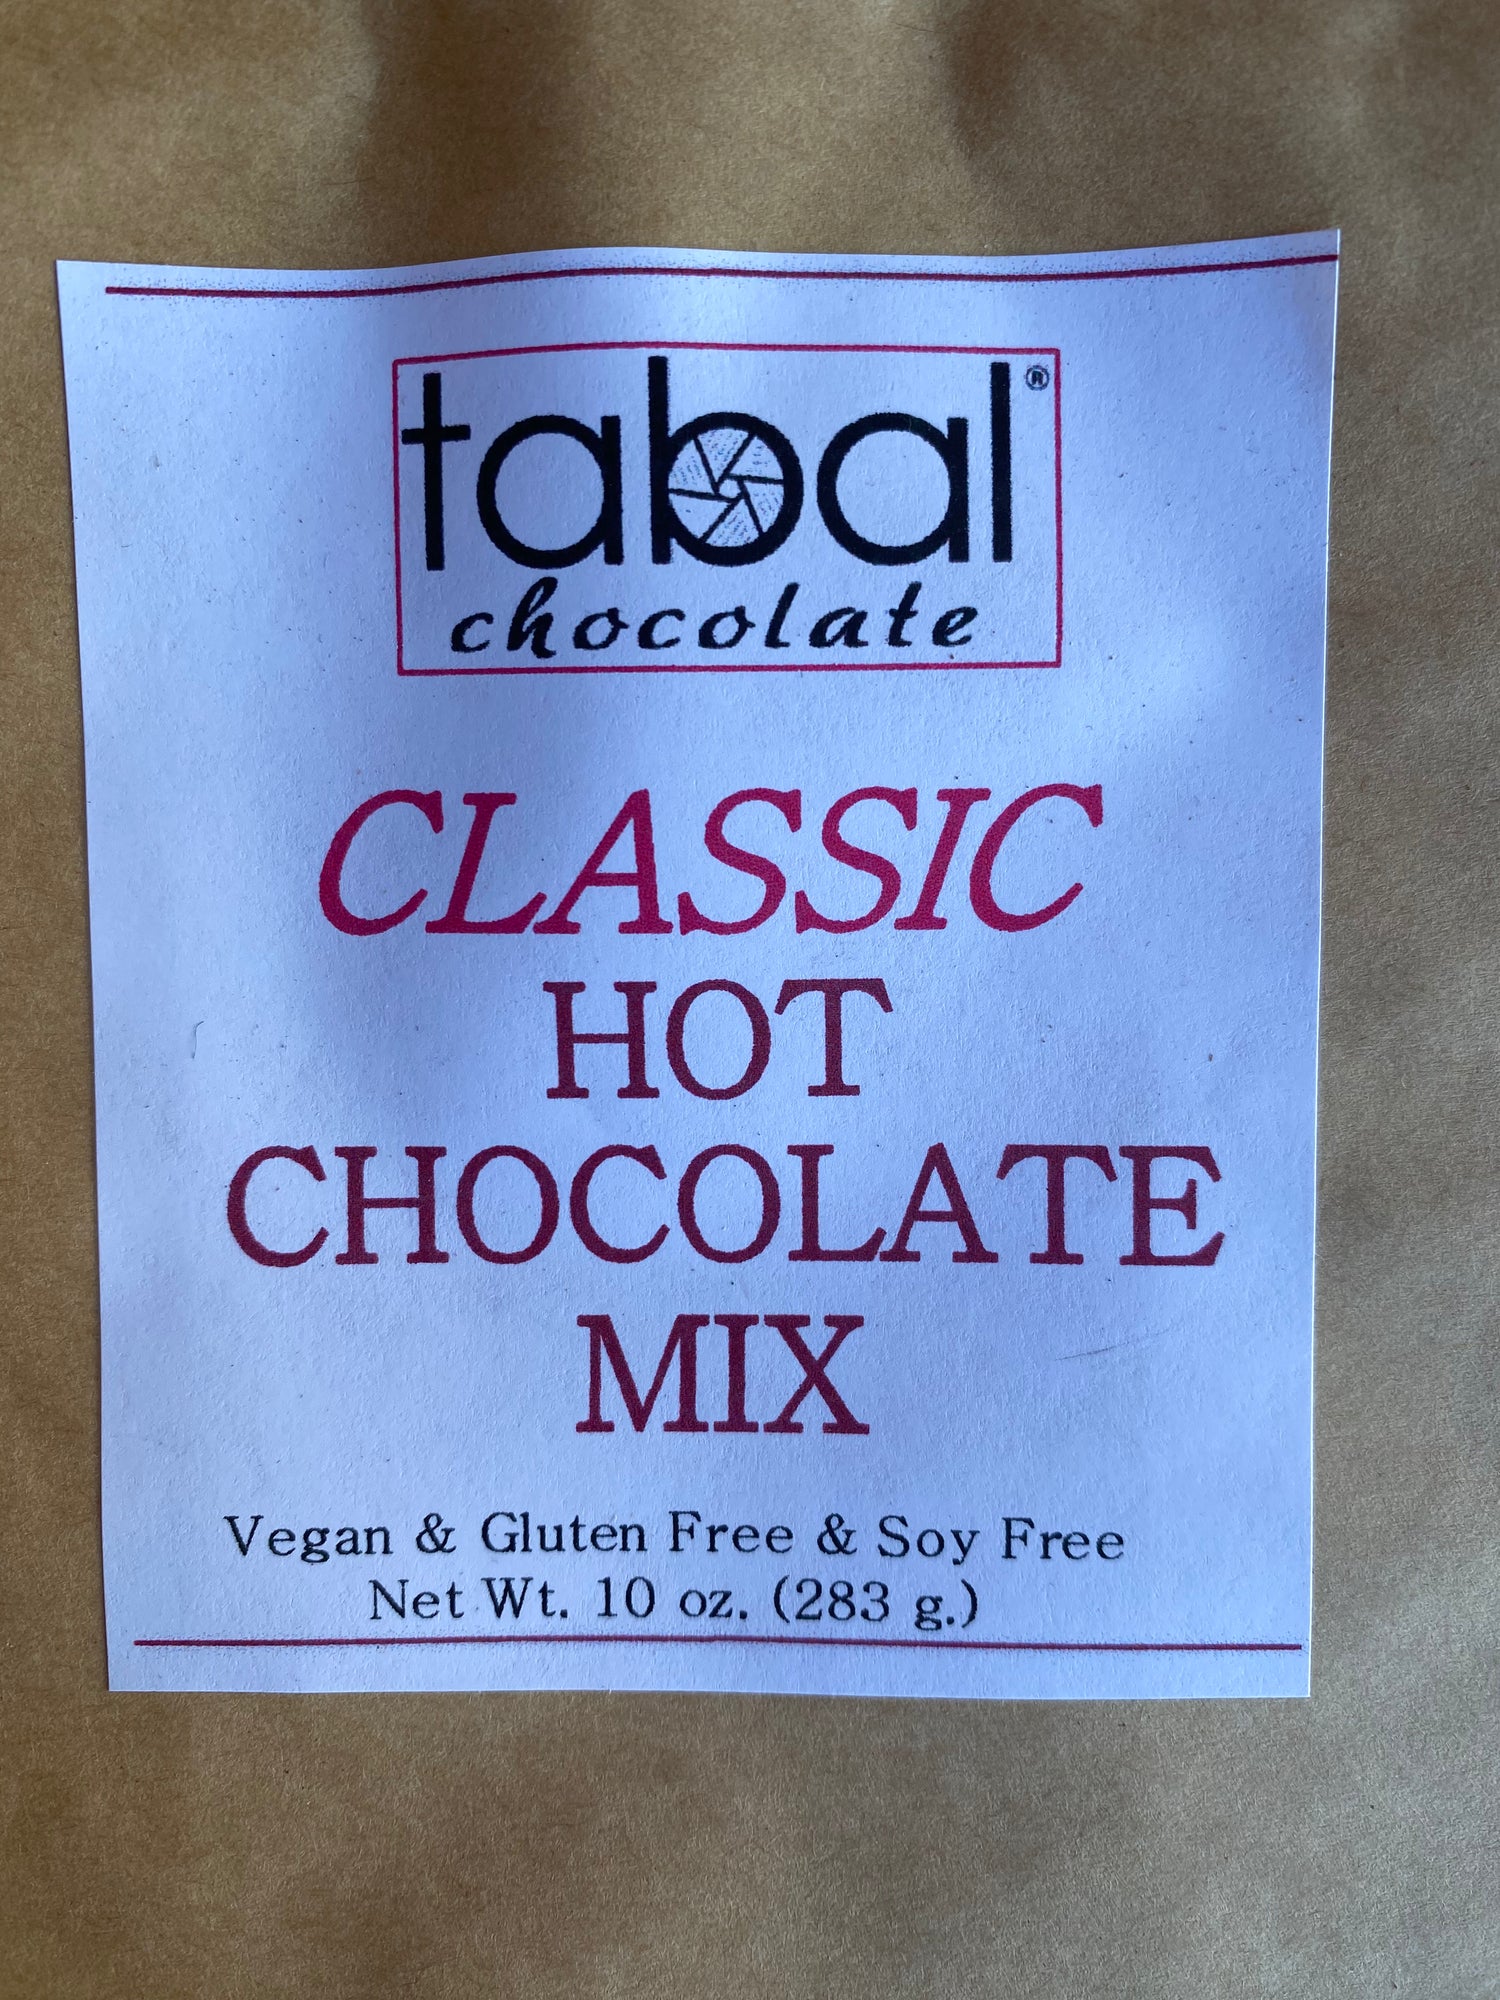 tabal®
chocolate
CLASSIC
HOT
CHOCOLATE
MIX
Vegan & Gluten Free & Soy Free
Net Wt. 10 oz. (283 g.)